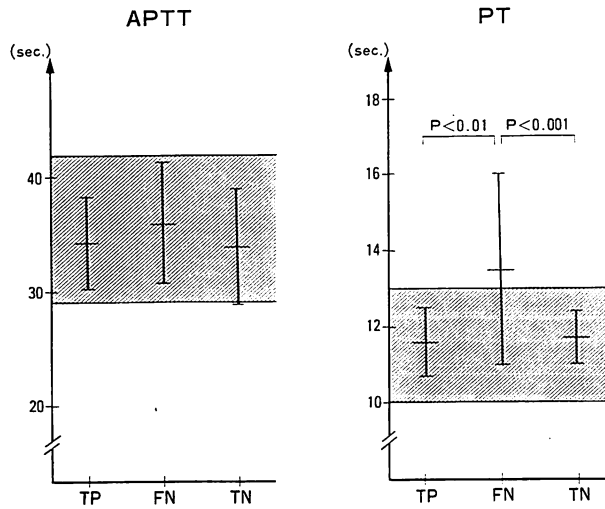 APTT
(sec.)
40
30
20
TP FN TN
PT
(sec.)
18
P<0.01 P<0.001
16
14
12
10
TP FN TN